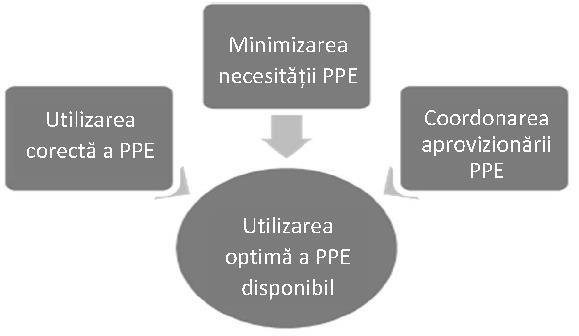 Minimizarea
necesității PPE
Utilizarea
corectă a PPE
Coordonarea
aprovizionării
PPE
Utilizarea
optimă a PPE
disponibil